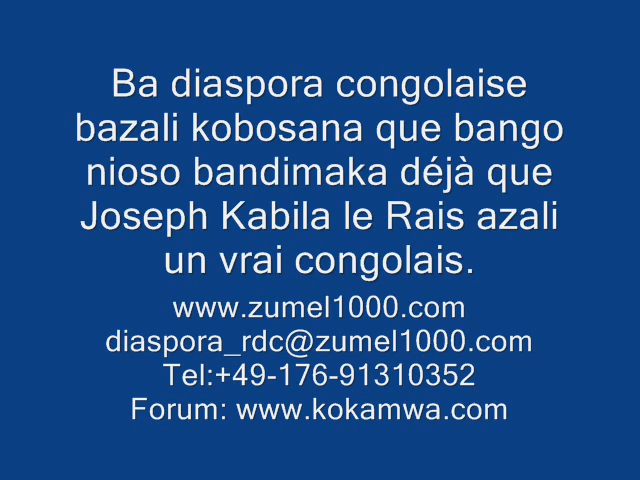 Ba diaspora congolaise
bazali kobosana que bango
nioso bandimaka déjà que
Joseph Kabila le Rais azali
un vrai congolais.
www.zumel1000.com
diaspora_rdc@zumel1000.com
Tel:+49-176-91310352
Forum: www.kokamwa.com